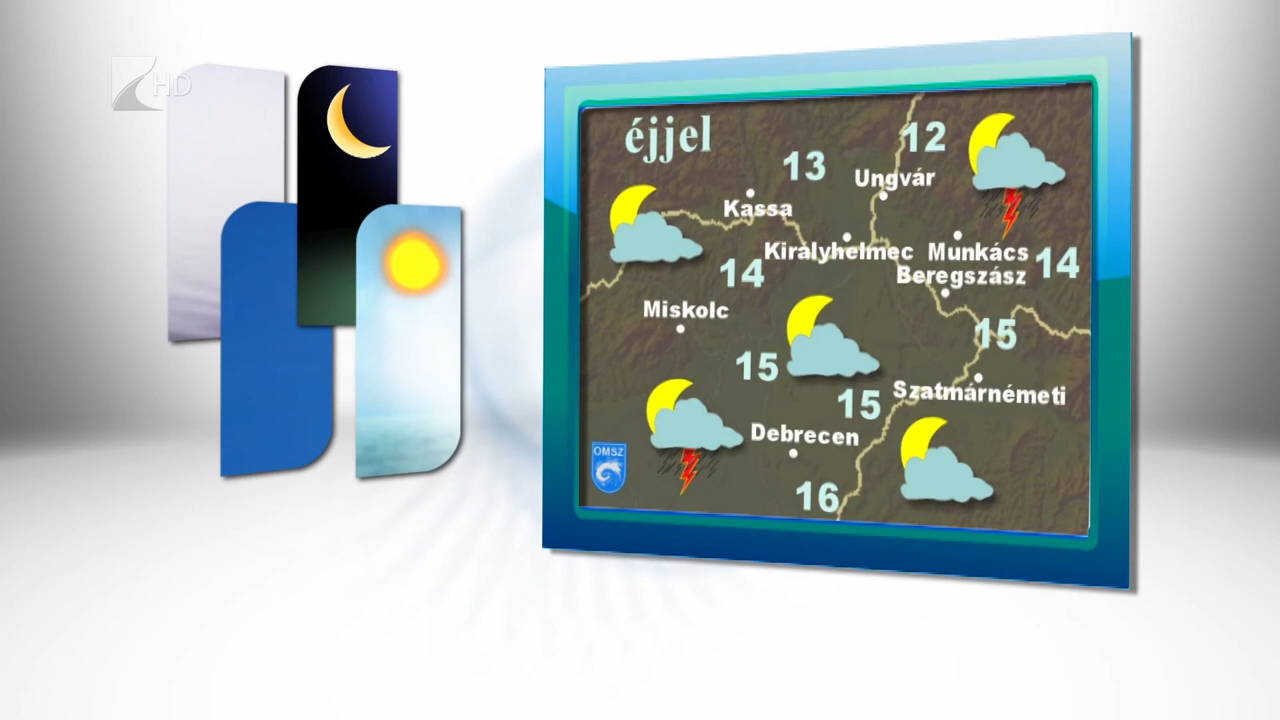 HD
éjjel
12
13
Ungvár
Kassa
Királyhelmec
Munkács
14
Beregszász
14
Miskolc
15
15
Szatmárnémeti
15
Debrecen
OMSZ
16